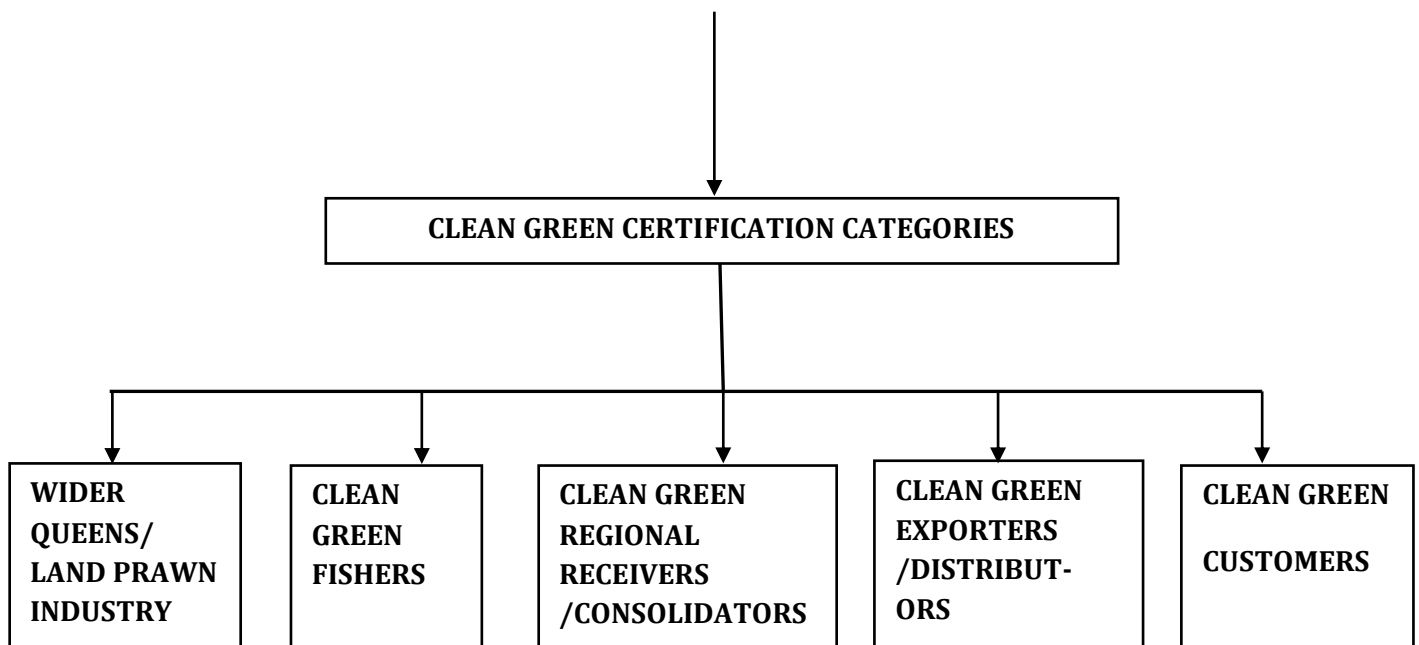 CLEAN GREEN CERTIFICATION CATEGORIES
WIDER
QUEENS/
LAND PRAWN
INDUSTRY
CLEAN
GREEN
FISHERS
CLEAN GREEN
REGIONAL
RECEIVERS
/CONSOLIDATORS
CLEAN GREEN
EXPORTERS
/DISTRIBUT-
ORS
CLEAN GREEN
CUSTOMERS